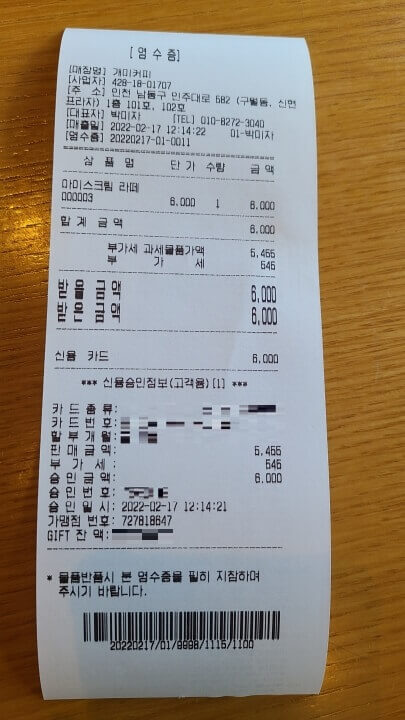 [영수증]
[매장명] 개미커피
[사업자] 428-18-01707
[주 소] 인천 남동구 민주대로 582 (구월동, 신현
프라자) 1층 101호, 102호
[대표자] 박미자 [TEL] 010-8272-3040
[매출일] 2022-02-17 12:14:22 01-박미자
[영수증] 20220217-01-0011
상 품 명 단 가 수량 금 액
아이스크림 라떼
000003 6,000 1 6,000
합 계 금 액 6,000
부가세 과세물품가액 5,455
부 가 세 545
받을금액 6,000
받은금액 6,000
신용 카드 6,000
*** 신용승인정보(고객용) [1] ***
카 드 종 류:
카 드 번 호:
할 부 개 월:
판 매 금 액: 5,455
부 가 세 : 545
승 인 금 액: 6,000
승 인 번 호:
승 인 일 시: 2022-02-17 12:14:21
가맹점 번호: 727818647
GIFT 잔 액:
* 물품반품시 본 영수증을 필히 지참하여
주시기 바랍니다.
20220217/01/9998/1115/1100